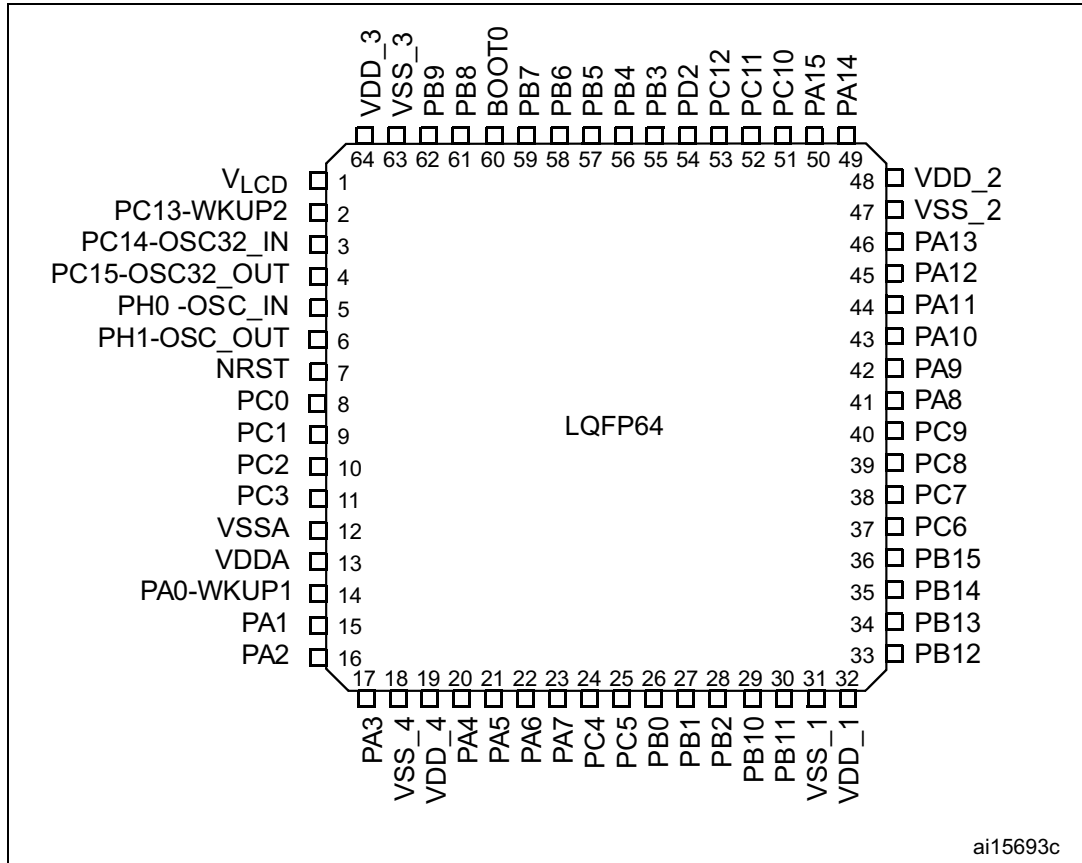 VDD_3
VSS_3
PB9
PB8
BOOT0
PB7
PB6
PB5
PB4
PB3
PD2
PC12
PC11
PC10
PA15
PA14
64 63 62 61 60 59 58 57 56 55 54 53 52 51 50 49
VLCD 1
PC13-WKUP2 2
PC14-OSC32_IN 3
PC15-OSC32_OUT 4
PH0 -OSC_IN 5
PH1-OSC_OUT 6
NRST 7
PC0 8
PC1 9
PC2 10
PC3 11
VSSA 12
VDDA 13
PA0-WKUP1 14
PA1 15
PA2 16
LQFP64
48 VDD_2
47 VSS_2
46 PA13
45 PA12
44 PA11
43 PA10
42 PA9
41 PA8
40 PC9
39 PC8
38 PC7
37 PC6
36 PB15
35 PB14
34 PB13
33 PB12
17 18 19 20 21 22 23 24 25 26 27 28 29 30 31 32
PA3
VSS_4
VDD_4
PA4
PA5
PA6
PA7
PC4
PC5
PB0
PB1
PB2
PB10
PB11
VSS_1
VDD_1
ai15693c